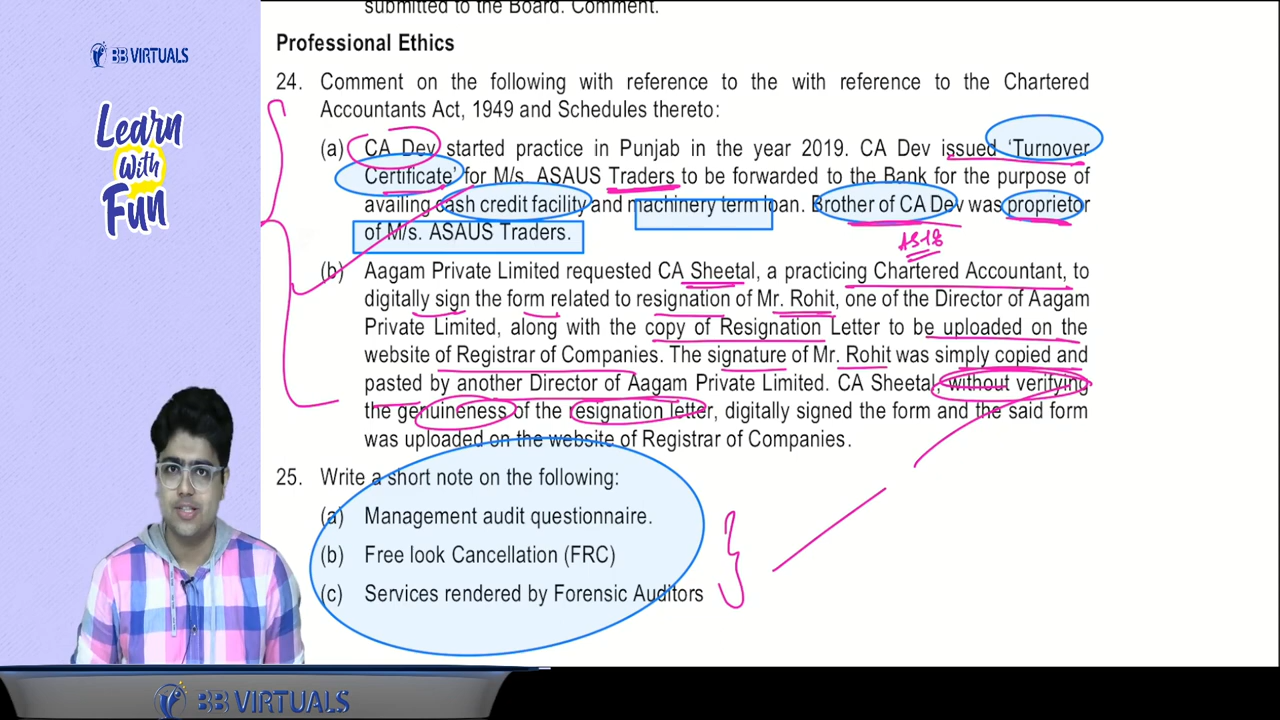 submitted to the Board. Comment.
BB VIRTUALS
Learn
With
Fun
Professional Ethics
24. Comment on the following with reference to the with reference to the Chartered
Accountants Act, 1949 and Schedules thereto:
(a) CA Dev started practice in Punjab in the year 2019. CA Dev issued ‘Turnover
Certificate’ for M/s. ASAUS Traders to be forwarded to the Bank for the purpose of
availing cash credit facility and machinery term loan. Brother of CA Dev was proprietor
of M/s. ASAUS Traders.
AS-18
(b) Aagam Private Limited requested CA Sheetal, a practicing Chartered Accountant, to
digitally sign the form related to resignation of Mr. Rohit, one of the Director of Aagam
Private Limited, along with the copy of Resignation Letter to be uploaded on the
website of Registrar of Companies. The signature of Mr. Rohit was simply copied and
pasted by another Director of Aagam Private Limited. CA Sheetal, without verifying
the genuineness of the resignation letter, digitally signed the form and the said form
was uploaded on the website of Registrar of Companies.
25. Write a short note on the following:
(a) Management audit questionnaire.
(b) Free look Cancellation (FRC)
(c) Services rendered by Forensic Auditors
BB VIRTUALS